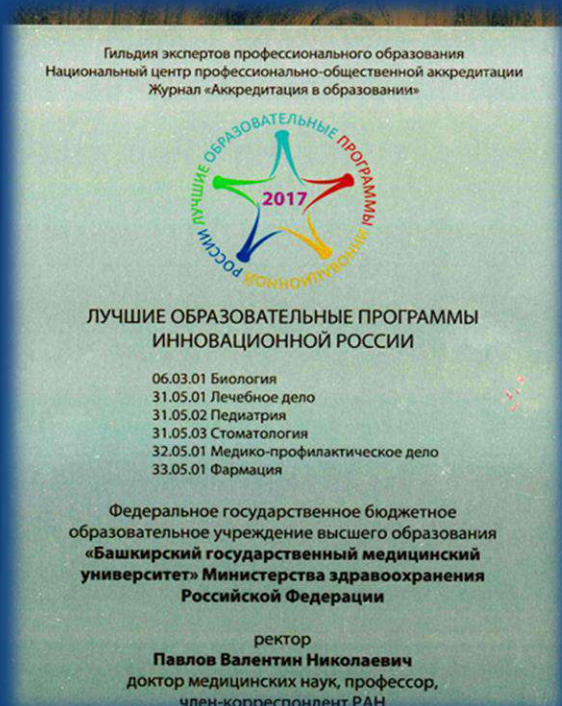 Гильдия экспертов профессионального образования
Национальный центр профессионально-общественной аккредитации
Журнал «Аккредитация в образовании»
ЛУЧШИЕ ОБРАЗОВАТЕЛЬНЫЕ ПРОГРАММЫ ИННОВАЦИОННОЙ РОССИИ
2017
ЛУЧШИЕ ОБРАЗОВАТЕЛЬНЫЕ ПРОГРАММЫ
ИННОВАЦИОННОЙ РОССИИ
06.03.01 Биология
31.05.01 Лечебное дело
31.05.02 Педиатрия
31.05.03 Стоматология
32.05.01 Медико-профилактическое дело
33.05.01 Фармация
Федеральное государственное бюджетное
образовательное учреждение высшего образования
«Башкирский государственный медицинский
университет» Министерства здравоохранения
Российской Федерации
ректор
Павлов Валентин Николаевич
доктор медицинских наук, профессор,
член-корреспондент РАН